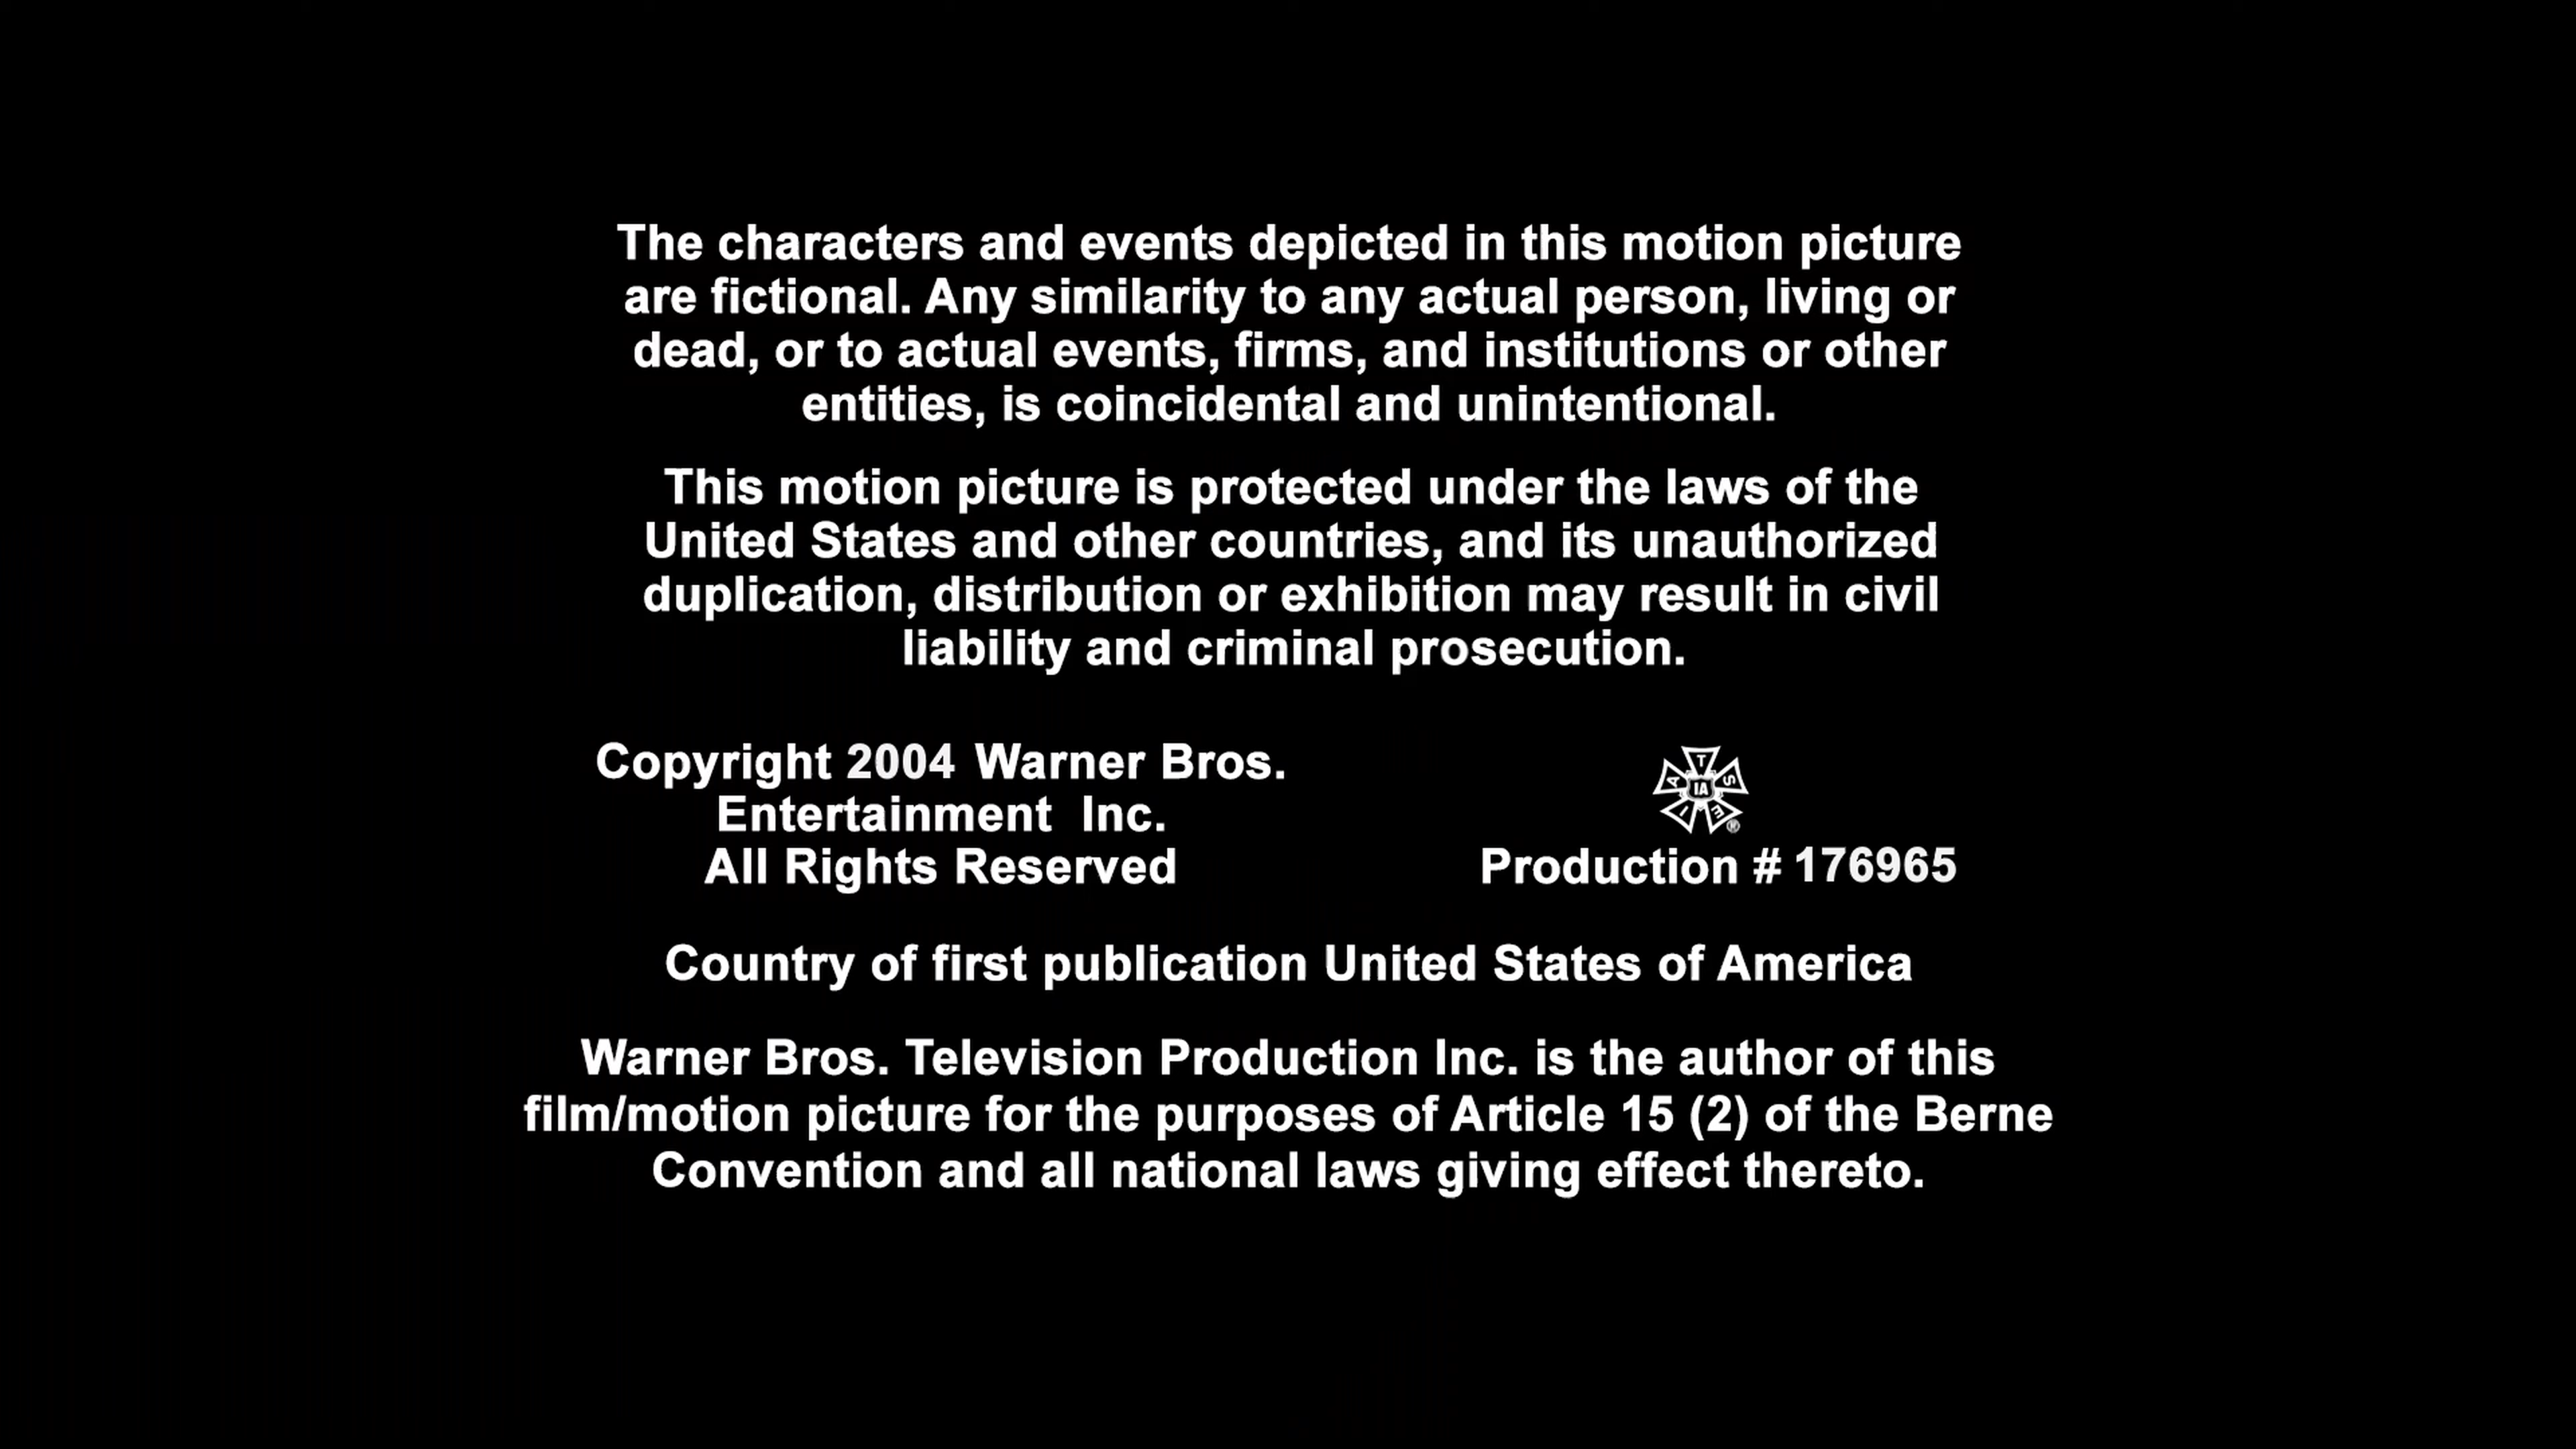 The characters and events depicted in this motion picture
are fictional. Any similarity to any actual person, living or
dead, or to actual events, firms, and institutions or other
entities, is coincidental and unintentional.
This motion picture is protected under the laws of the
United States and other countries, and its unauthorized
duplication, distribution or exhibition may result in civil
liability and criminal prosecution.
Copyright 2004 Warner Bros.
Entertainment Inc.
All Rights Reserved
I A T S E
IA
®
Production # 176965
Country of first publication United States of America
Warner Bros. Television Production Inc. is the author of this
film/motion picture for the purposes of Article 15 (2) of the Berne
Convention and all national laws giving effect thereto.